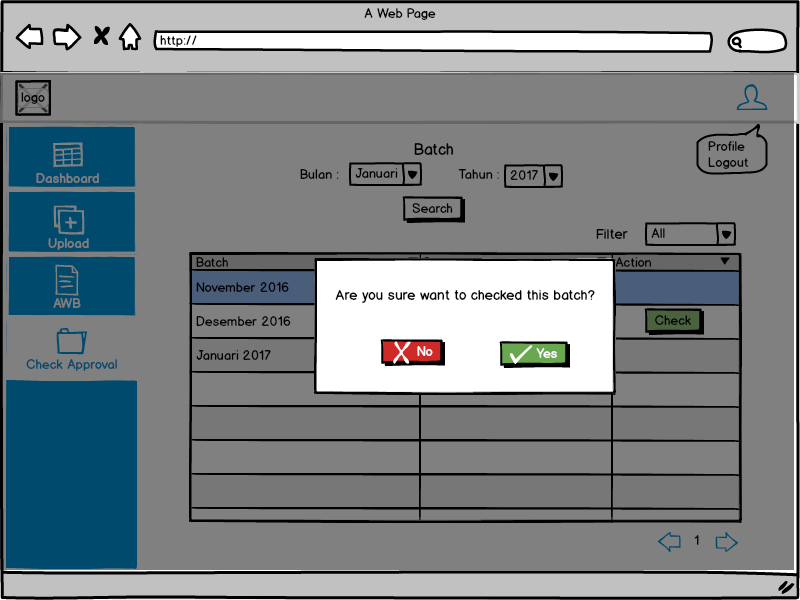 A Web Page
http://
logo
Profile
Logout
Dashboard
Upload
AWB
Check Approval
Batch
Bulan :
Januari
Tahun :
2017
Search
Filter
All
Batch
Action
November 2016
Desember 2016
Check
Januari 2017
Are you sure want to checked this batch?
No
Yes
1